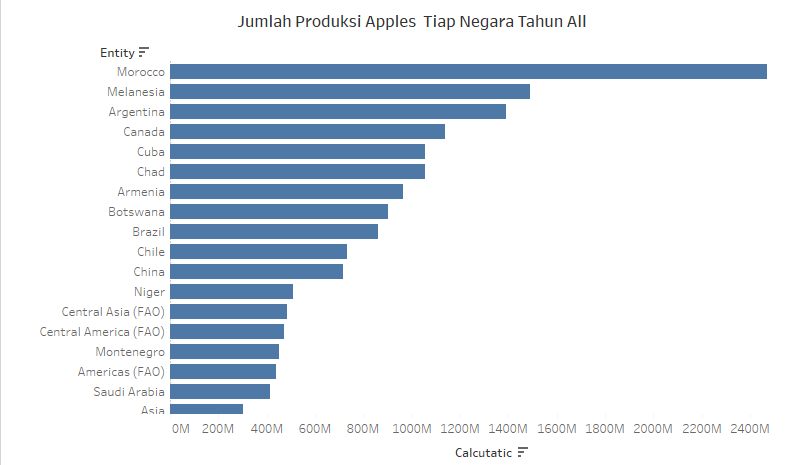 Jumlah Produksi Apples Tiap Negara Tahun All
Entity
Morocco
Melanesia
Argentina
Canada
Cuba
Chad
Armenia
Botswana
Brazil
Chile
China
Niger
Central Asia (FAO)
Central America (FAO)
Montenegro
Americas (FAO)
Saudi Arabia
Asia
0M 200M 400M 600M 800M 1000M 1200M 1400M 1600M 1800M 2000M 2200M 2400M
Calcutatic